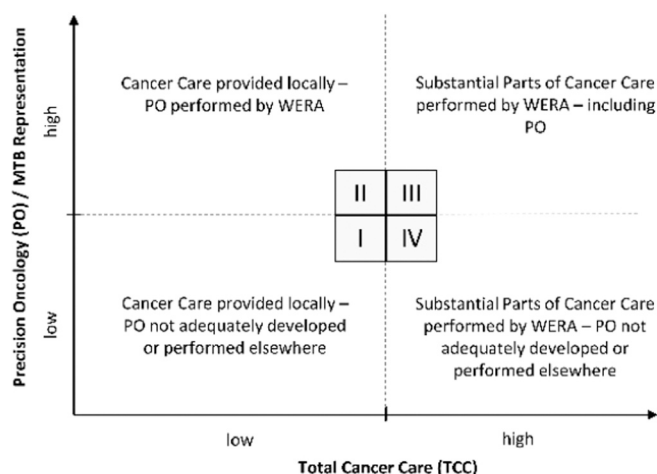 Precision Oncology (PO) / MTB Representation
high
low
Cancer Care provided locally –
PO performed by WERA
Substantial Parts of Cancer Care
performed by WERA – including
PO
II
III
I
IV
Cancer Care provided locally –
PO not adequately developed
or performed elsewhere
Substantial Parts of Cancer Care
performed by WERA – PO not
adequately developed or
performed elsewhere
low
high
Total Cancer Care (TCC)